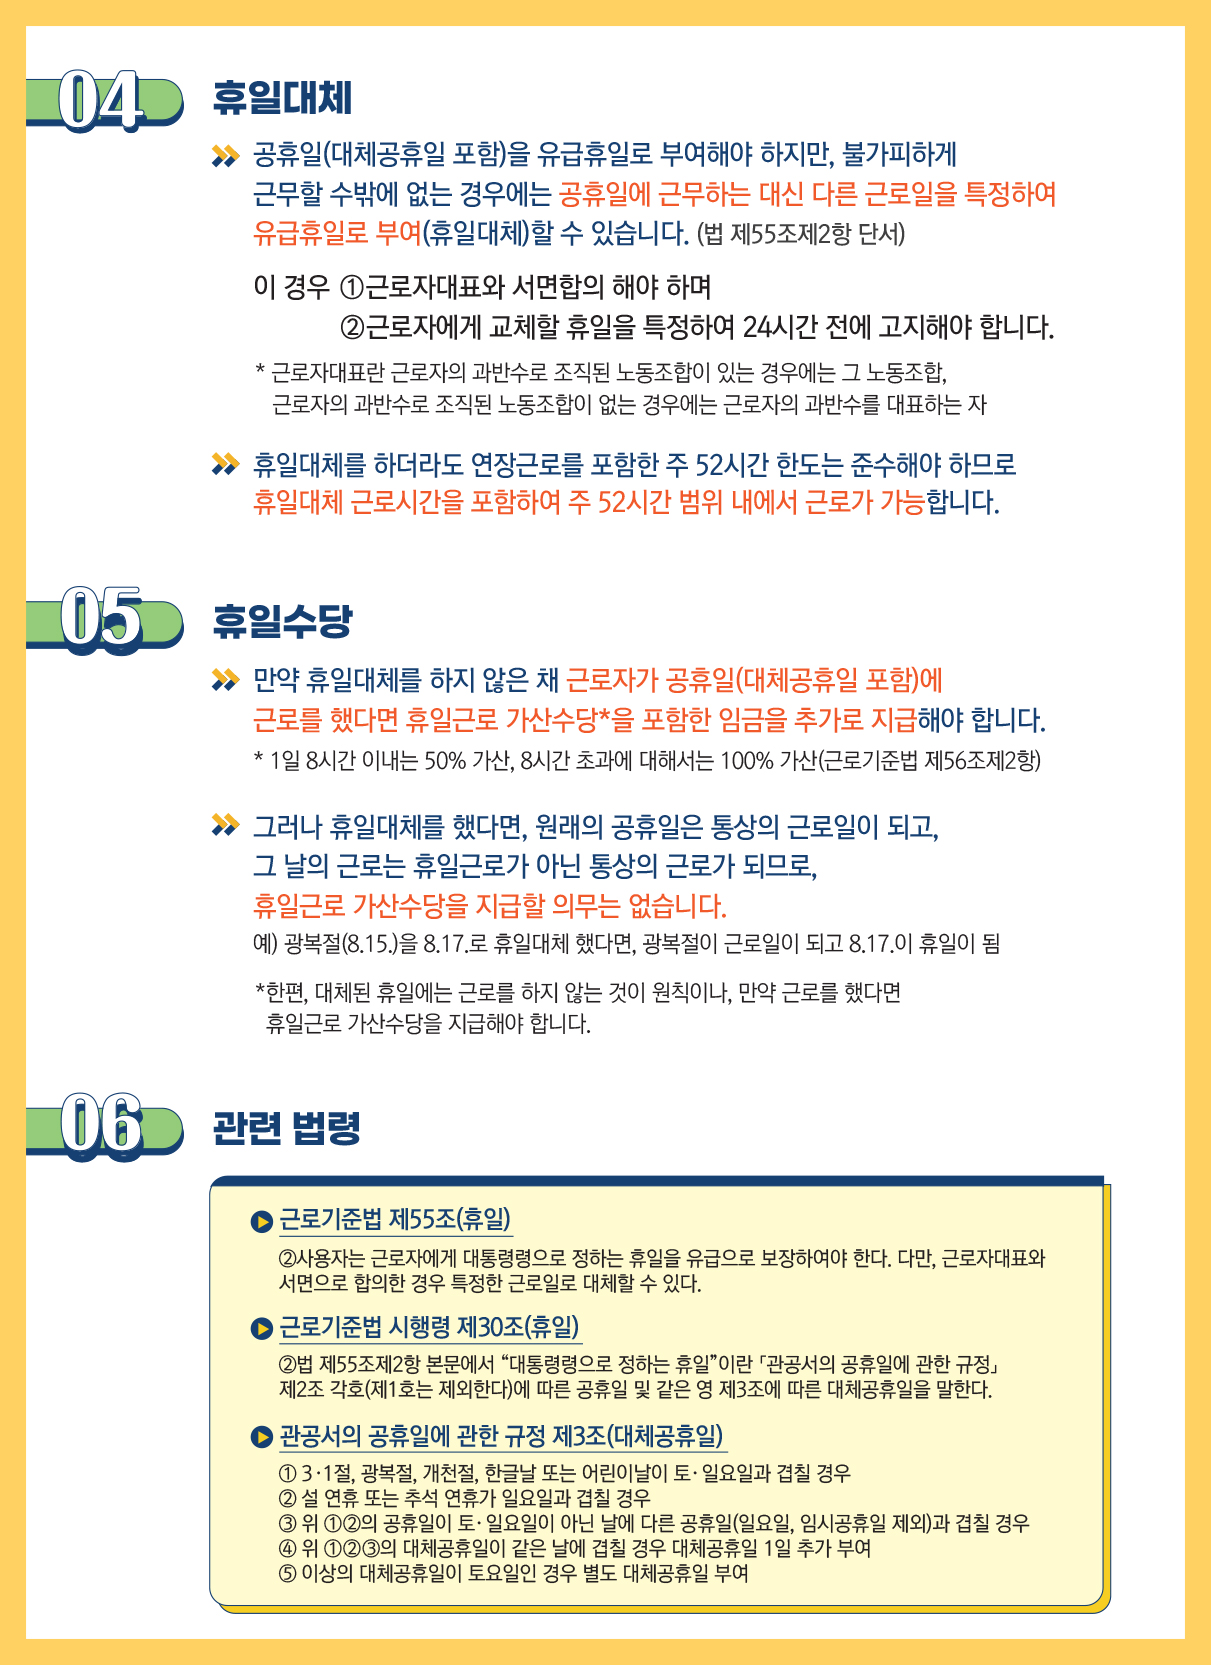 04 휴일대체
공휴일(대체공휴일 포함)을 유급휴일로 부여해야 하지만, 불가피하게
근무할 수밖에 없는 경우에는 공휴일에 근무하는 대신 다른 근로일을 특정하여
유급휴일로 부여(휴일대체)할 수 있습니다. (법 제55조제2항 단서)
이 경우 ①근로자대표와 서면합의 해야 하며
②근로자에게 교체할 휴일을 특정하여 24시간 전에 고지해야 합니다.
* 근로자대표란 근로자의 과반수로 조직된 노동조합이 있는 경우에는 그 노동조합,
근로자의 과반수로 조직된 노동조합이 없는 경우에는 근로자의 과반수를 대표하는 자
휴일대체를 하더라도 연장근로를 포함한 주 52시간 한도는 준수해야 하므로
휴일대체 근로시간을 포함하여 주 52시간 범위 내에서 근로가 가능합니다.
05 휴일수당
만약 휴일대체를 하지 않은 채 근로자가 공휴일(대체공휴일 포함)에
근로를 했다면 휴일근로 가산수당*을 포함한 임금을 추가로 지급해야 합니다.
* 1일 8시간 이내는 50% 가산, 8시간 초과에 대해서는 100% 가산(근로기준법 제56조제2항)
그러나 휴일대체를 했다면, 원래의 공휴일은 통상의 근로일이 되고,
그 날의 근로는 휴일근로가 아닌 통상의 근로가 되므로,
휴일근로 가산수당을 지급할 의무는 없습니다.
예) 광복절(8.15.)을 8.17.로 휴일대체 했다면, 광복절이 근로일이 되고 8.17.이 휴일이 됨
*한편, 대체된 휴일에는 근로를 하지 않는 것이 원칙이나, 만약 근로를 했다면
휴일근로 가산수당을 지급해야 합니다.
06 관련 법령
근로기준법 제55조(휴일)
②사용자는 근로자에게 대통령령으로 정하는 휴일을 유급으로 보장하여야 한다. 다만, 근로자대표와
서면으로 합의한 경우 특정한 근로일로 대체할 수 있다.
근로기준법 시행령 제30조(휴일)
②법 제55조제2항 본문에서 “대통령령으로 정하는 휴일”이란 「관공서의 공휴일에 관한 규정」
제2조 각호(제1호는 제외한다)에 따른 공휴일 및 같은 영 제3조에 따른 대체공휴일을 말한다.
관공서의 공휴일에 관한 규정 제3조(대체공휴일)
① 3·1절, 광복절, 개천절, 한글날 또는 어린이날이 토·일요일과 겹칠 경우
② 설 연휴 또는 추석 연휴가 일요일과 겹칠 경우
③ 위 ①②의 공휴일이 토·일요일이 아닌 날에 다른 공휴일(일요일, 임시공휴일 제외)과 겹칠 경우
④ 위 ①②③의 대체공휴일이 같은 날에 겹칠 경우 대체공휴일 1일 추가 부여
⑤ 이상의 대체공휴일이 토요일인 경우 별도 대체공휴일 부여